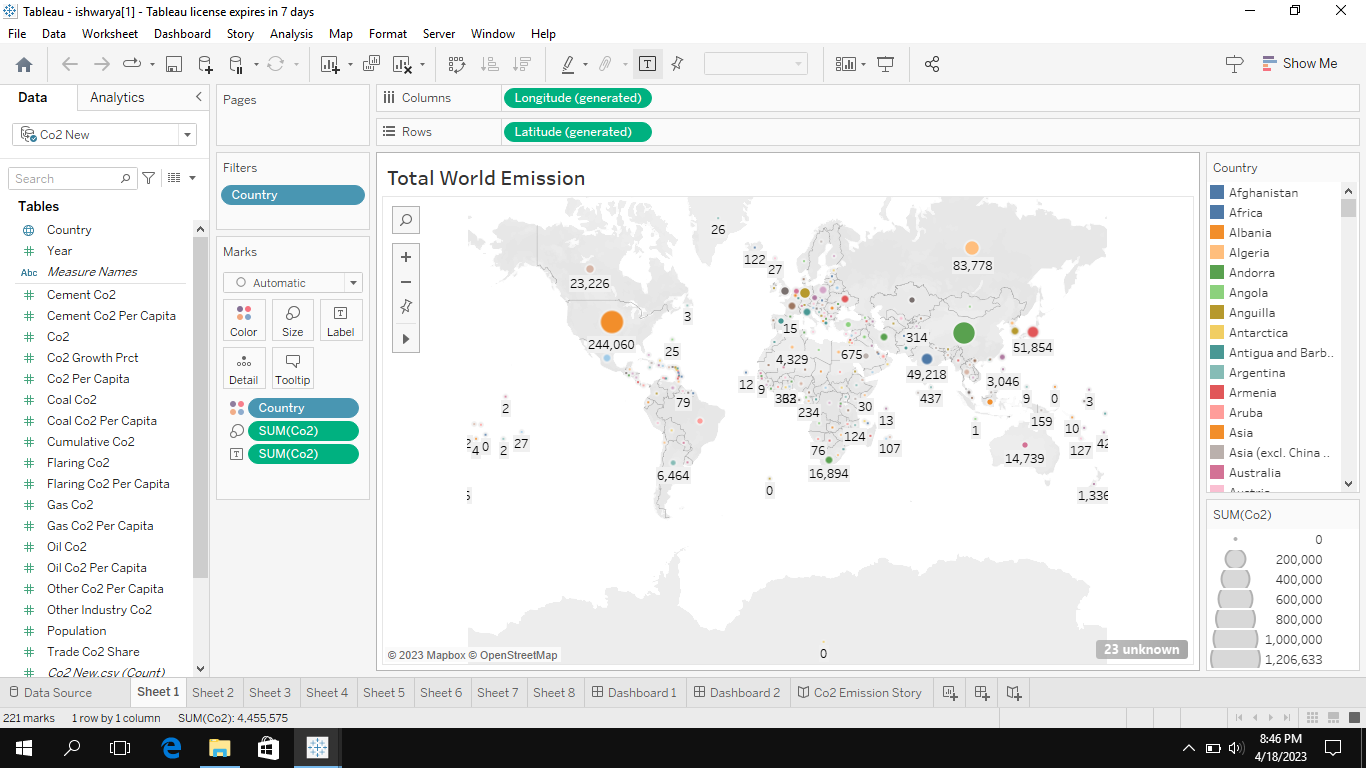 Tableau - ishwarya[1] - Tableau license expires in 7 days
File Data Worksheet Dashboard Story Analysis Map Format Server Window Help
Show Me
Data Analytics
Co2 New
Search
Tables
Country
Year
Abc Measure Names
Cement Co2
Cement Co2 Per Capita
Co2
Co2 Growth Prct
Co2 Per Capita
Coal Co2
Coal Co2 Per Capita
Cumulative Co2
Flaring Co2
Flaring Co2 Per Capita
Gas Co2
Gas Co2 Per Capita
Oil Co2
Oil Co2 Per Capita
Other Co2 Per Capita
Other Industry Co2
Population
Trade Co2 Share
Co2 New.csv (Count)
Pages
Filters
Country
Marks
Automatic
Color Size Label
Detail Tooltip
Country
SUM(Co2)
SUM(Co2)
Columns Longitude (generated)
Rows Latitude (generated)
Total World Emission
26
122
27
83,778
23,226
3
15
244,060
25
314
51,854
4,329
675
49,218
3,046
12
9
437
9
0
3
2
79
30
234
13
159
10
1
2
4
0
2
27
124
107
127
42
76
14,739
6,464
16,894
0
1,336
0
© 2023 Mapbox © OpenStreetMap
23 unknown
Country
Afghanistan
Africa
Albania
Algeria
Andorra
Angola
Anguilla
Antarctica
Antigua and Barb..
Argentina
Armenia
Aruba
Asia
Asia (excl. China ..
Australia
Austria
SUM(Co2)
0
200,000
400,000
600,000
800,000
1,000,000
1,206,633
Data Source Sheet 1 Sheet 2 Sheet 3 Sheet 4 Sheet 5 Sheet 6 Sheet 7 Sheet 8 Dashboard 1 Dashboard 2 Co2 Emission Story
221 marks 1 row by 1 column SUM(Co2): 4,455,575
8:46 PM
4/18/2023